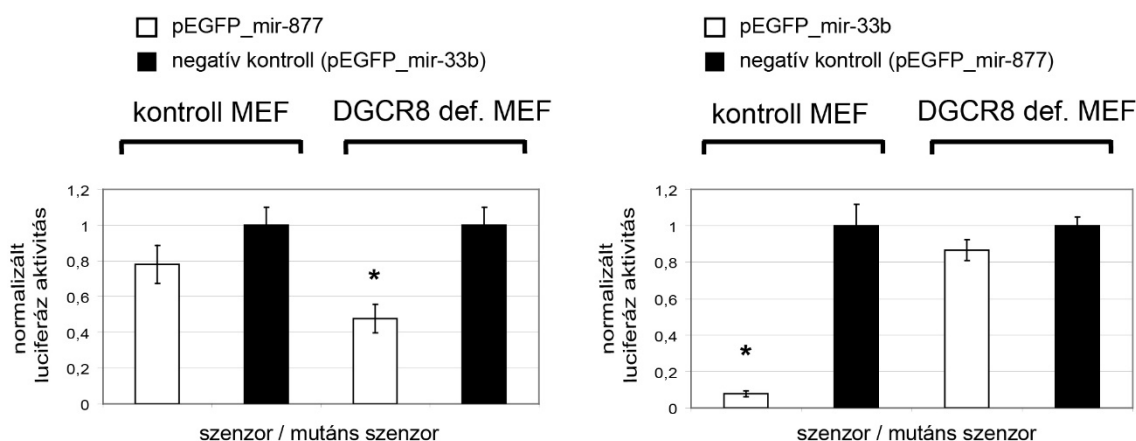 pEGFP_mir-877
negatív kontroll (pEGFP_mir-33b)
kontroll MEF
DGCR8 def. MEF
normalizált
luciferáz aktivitás
1,2
1
0,8
0,6
0,4
0,2
0
*
szenzor / mutáns szenzor
pEGFP_mir-33b
negatív kontroll (pEGFP_mir-877)
kontroll MEF
DGCR8 def. MEF
normalizált
luciferáz aktivitás
1,2
1
0,8
0,6
0,4
0,2
0
*
szenzor / mutáns szenzor